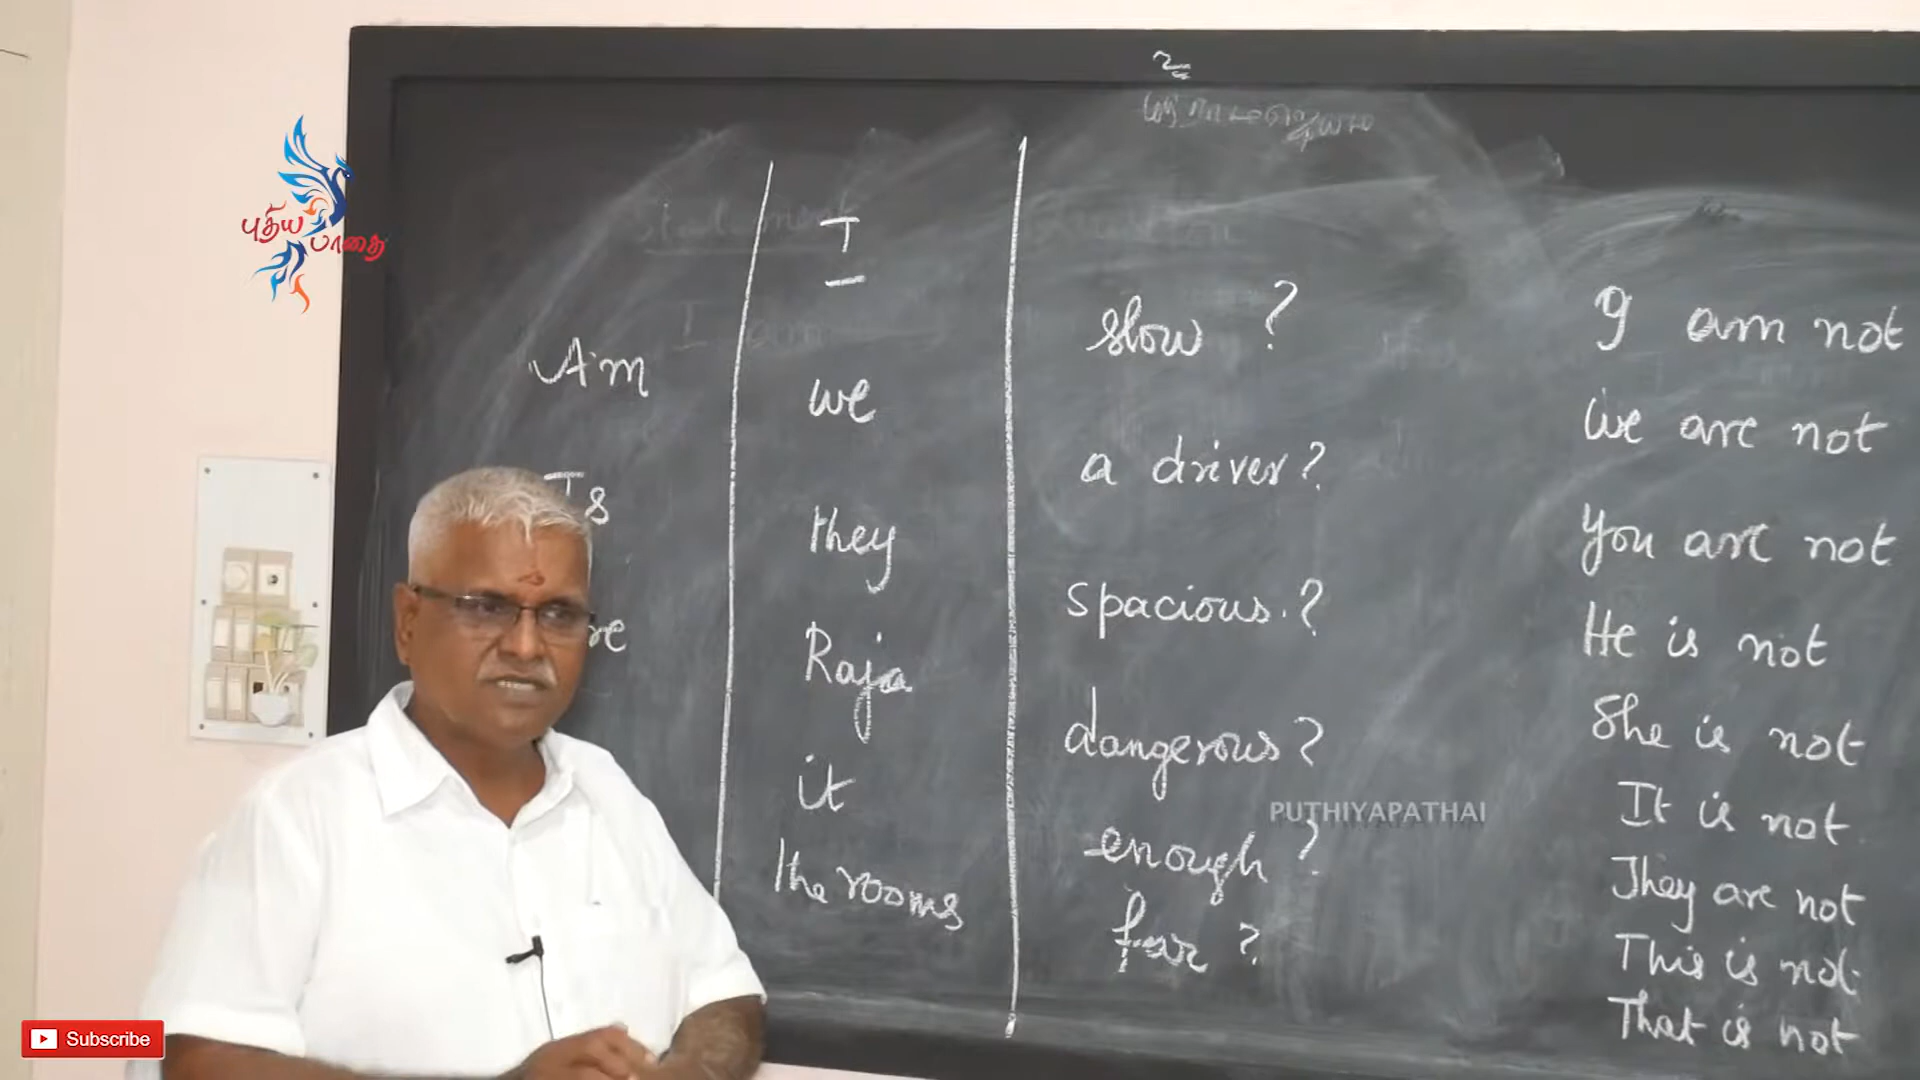 உ
புதிய
பாதை
Am
Is
re
I
we
they
Raja
it
the rooms
slow ?
a driver ?
spacious. ?
dangerous ?
enough ?
far ?
I am not
We are not
You are not
He is not
She is not
It is not.
They are not
This is not.
That is not
PUTHIYAPATHAI
Subscribe